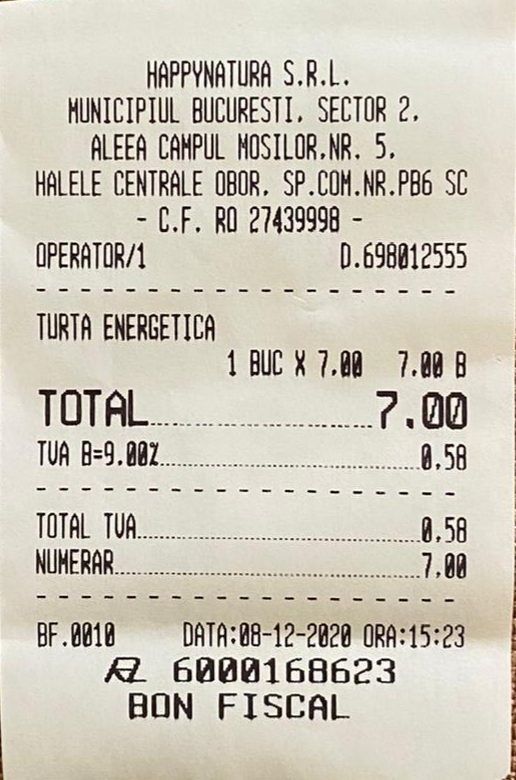 HAPPYNATURA S.R.L.
MUNICIPIUL BUCURESTI, SECTOR 2,
ALEEA CAMPUL MOSILOR,NR. 5,
HALELE CENTRALE OBOR, SP.COM.NR.PB6 SC
- C.F. RO 27439998 -
OPERATOR/1 D.698012555
- - - - - - - - - - - - - - - - - - -
TURTA ENERGETICA
1 BUC X 7.00 7.00 B
TOTAL 7.00
TVA B=9.00% 0.58
- - - - - - - - - - - - - - - - - - -
TOTAL TVA 0.58
NUMERAR 7.00
- - - - - - - - - - - - - - - - - - -
BF.0010 DATA:08-12-2020 ORA:15:23
6000168623
BON FISCAL